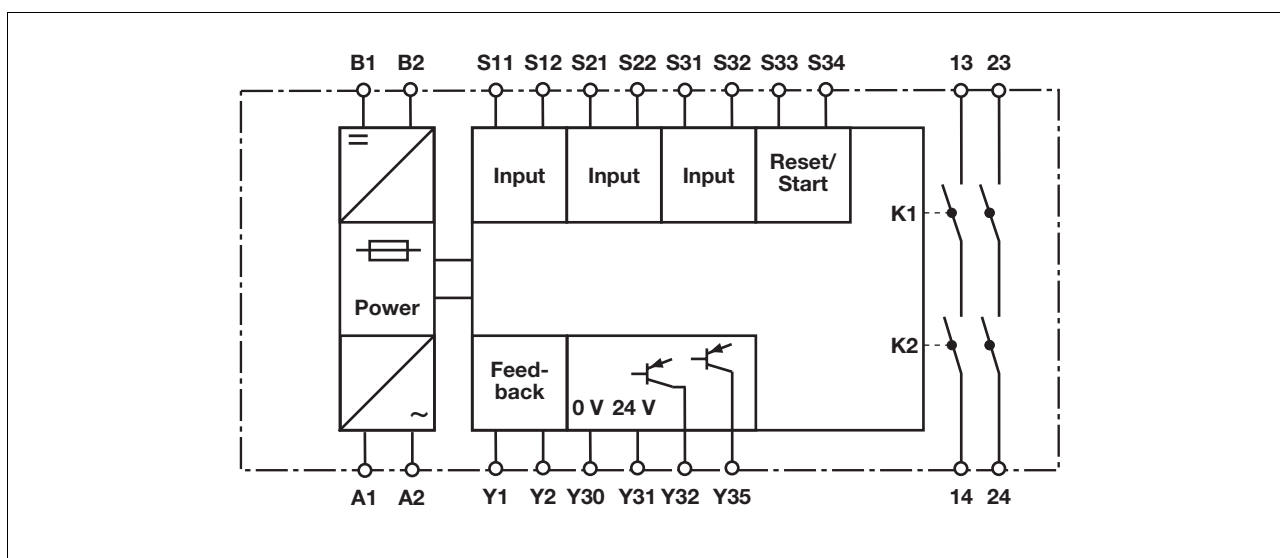 B1 B2 S11 S12 S21 S22 S31 S32 S33 S34 13 23
=
Input Input Input Reset/
Start
K1
Power
K2
Feed-
back
0 V 24 V
~
A1 A2 Y1 Y2 Y30 Y31 Y32 Y35 14 24